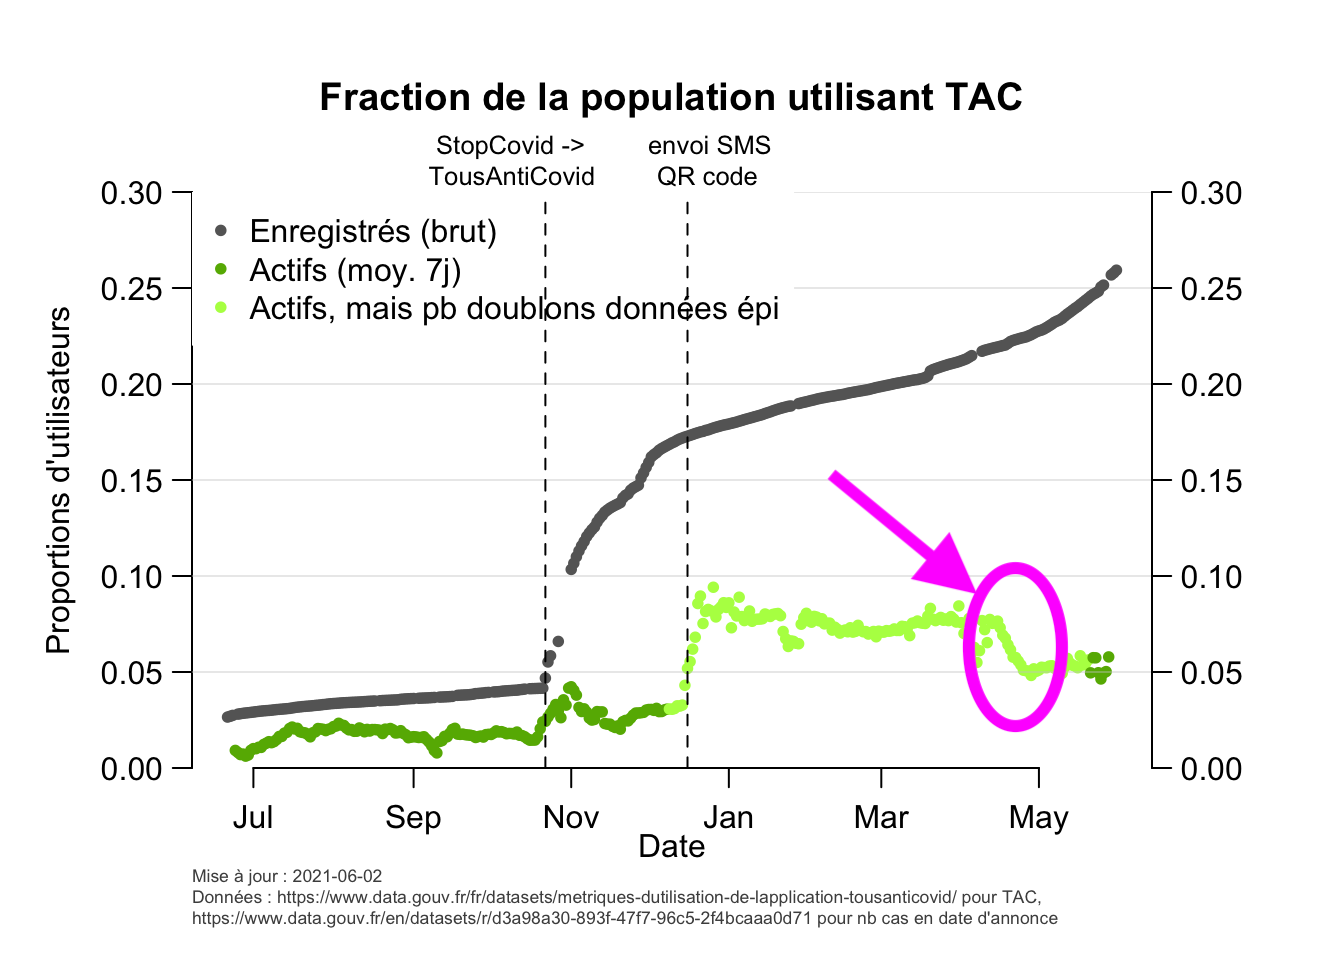 Fraction de la population utilisant TAC
StopCovid ->
TousAntiCovid
envoi SMS
QR code
Enregistrés (brut)
Actifs (moy. 7j)
Actifs, mais pb doublons données épi
Proportions d'utilisateurs
0.30
0.25
0.20
0.15
0.10
0.05
0.00
0.30
0.25
0.20
0.15
0.10
0.05
0.00
Jul Sep Nov Jan Mar May
Date
Mise à jour : 2021-06-02
Données : https://www.data.gouv.fr/fr/datasets/metriques-dutilisation-de-lapplication-tousanticovid/ pour TAC,
https://www.data.gouv.fr/en/datasets/r/d3a98a30-893f-47f7-96c5-2f4bcaaa0d71 pour nb cas en date d'annonce